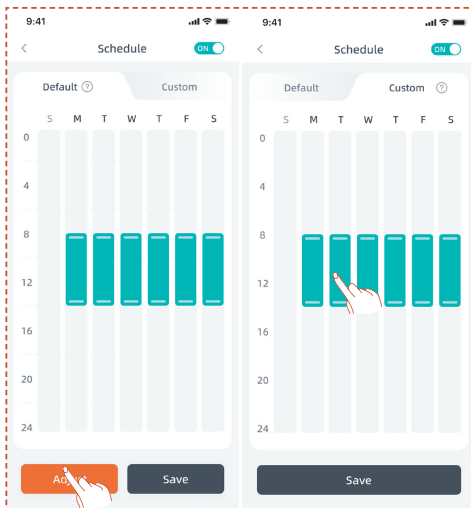 9:41
Schedule
ON
Default ?
Custom
S M T W T F S
0
4
8
12
16
20
24
Save
9:41
Schedule
ON
Default
Custom ?
S M T W T F S
0
4
8
12
16
20
24
Save